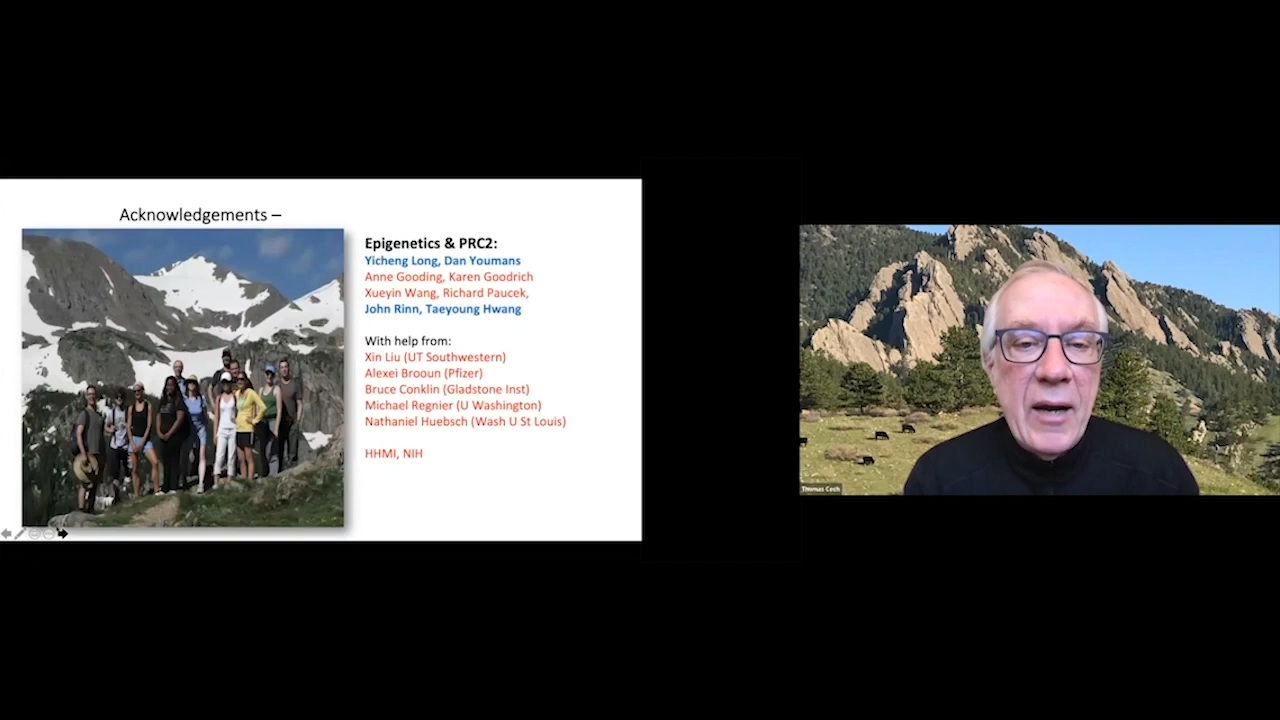 Acknowledgements –
Epigenetics & PRC2:
Yicheng Long, Dan Youmans
Anne Gooding, Karen Goodrich
Xueyin Wang, Richard Paucek,
John Rinn, Taeyoung Hwang
With help from:
Xin Liu (UT Southwestern)
Alexei Brooun (Pfizer)
Bruce Conklin (Gladstone Inst)
Michael Regnier (U Washington)
Nathaniel Huebsch (Wash U St Louis)
HHMI, NIH
Thomas Cech